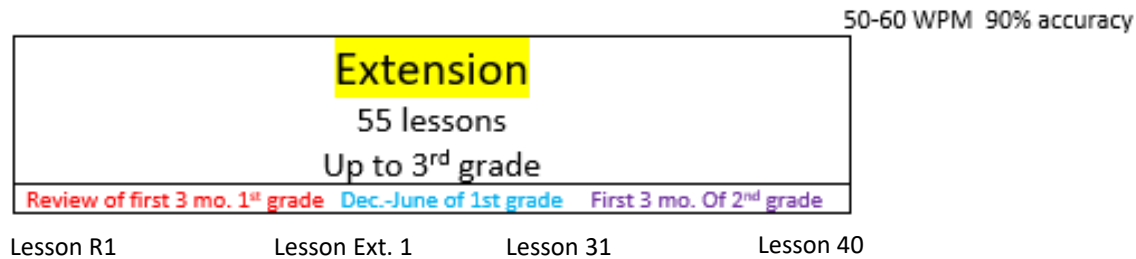 50-60 WPM 90% accuracy
Extension
55 lessons
Up to 3rd grade
Review of first 3 mo. 1st grade Dec.-June of 1st grade First 3 mo. Of 2nd grade
Lesson R1 Lesson Ext. 1 Lesson 31 Lesson 40